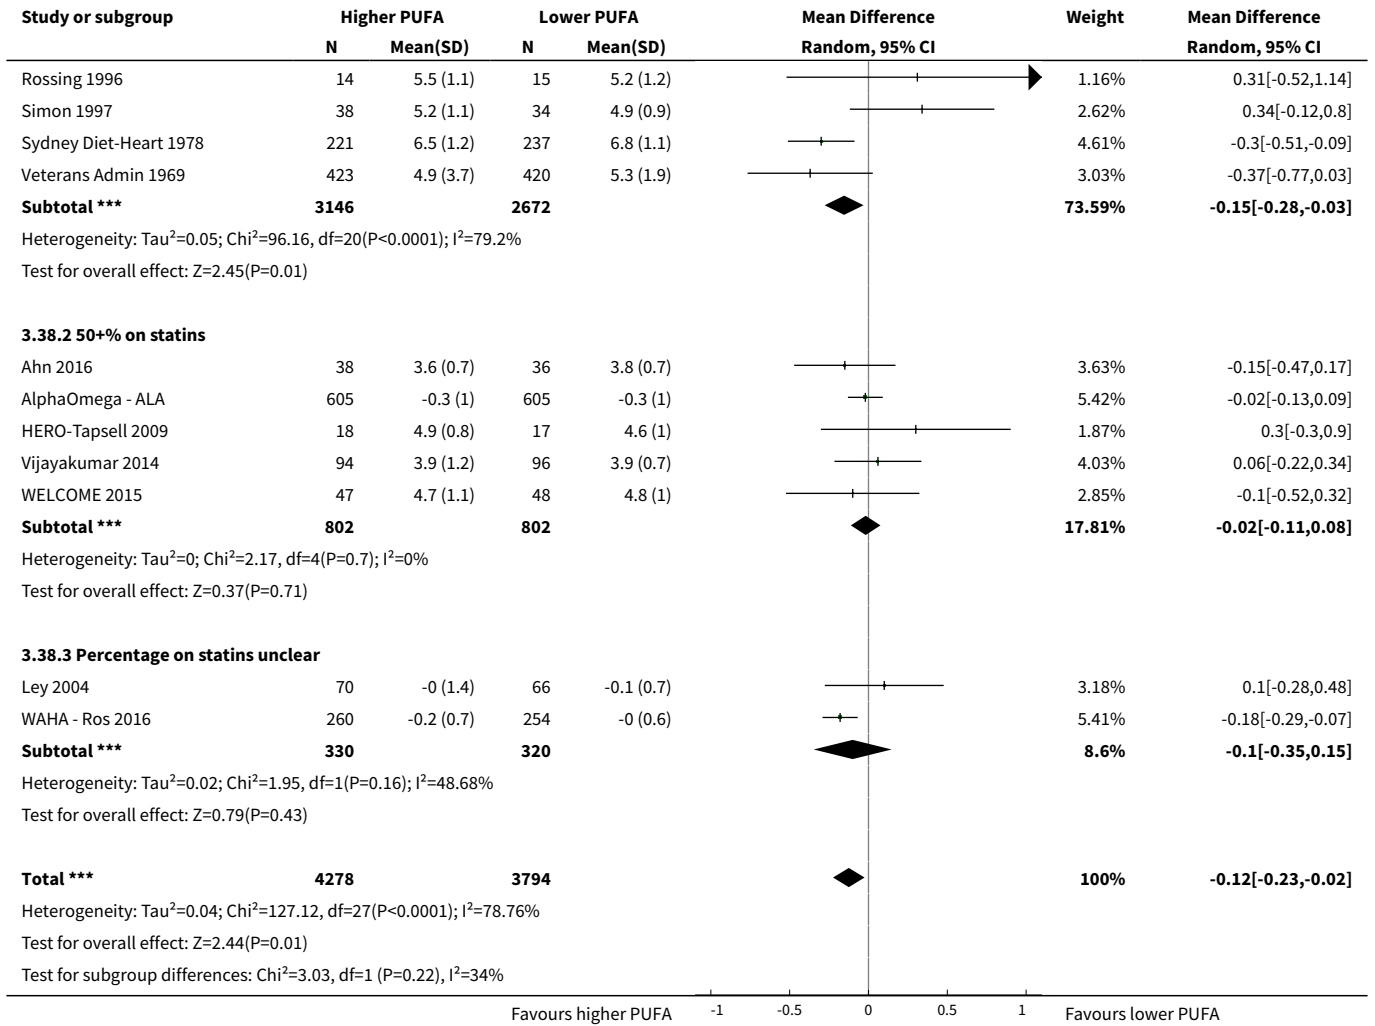 Study or subgroup Higher PUFA Lower PUFA Mean Difference Weight Mean Difference
N Mean(SD) N Mean(SD) Random, 95% CI Random, 95% CI
Rossing 1996 14 5.5 (1.1) 15 5.2 (1.2) 1.16% 0.31[-0.52,1.14]
Simon 1997 38 5.2 (1.1) 34 4.9 (0.9) 2.62% 0.34[-0.12,0.8]
Sydney Diet-Heart 1978 221 6.5 (1.2) 237 6.8 (1.1) 4.61% -0.3[-0.51,-0.09]
Veterans Admin 1969 423 4.9 (3.7) 420 5.3 (1.9) 3.03% -0.37[-0.77,0.03]
Subtotal *** 3146 2672 73.59% -0.15[-0.28,-0.03]
Heterogeneity: Tau²=0.05; Chi²=96.16, df=20(P<0.0001); I²=79.2%
Test for overall effect: Z=2.45(P=0.01)
3.38.2 50+% on statins
Ahn 2016 38 3.6 (0.7) 36 3.8 (0.7) 3.63% -0.15[-0.47,0.17]
AlphaOmega - ALA 605 -0.3 (1) 605 -0.3 (1) 5.42% -0.02[-0.13,0.09]
HERO-Tapsell 2009 18 4.9 (0.8) 17 4.6 (1) 1.87% 0.3[-0.3,0.9]
Vijayakumar 2014 94 3.9 (1.2) 96 3.9 (0.7) 4.03% 0.06[-0.22,0.34]
WELCOME 2015 47 4.7 (1.1) 48 4.8 (1) 2.85% -0.1[-0.52,0.32]
Subtotal *** 802 802 17.81% -0.02[-0.11,0.08]
Heterogeneity: Tau²=0; Chi²=2.17, df=4(P=0.7); I²=0%
Test for overall effect: Z=0.37(P=0.71)
3.38.3 Percentage on statins unclear
Ley 2004 70 -0 (1.4) 66 -0.1 (0.7) 3.18% 0.1[-0.28,0.48]
WAHA - Ros 2016 260 -0.2 (0.7) 254 -0 (0.6) 5.41% -0.18[-0.29,-0.07]
Subtotal *** 330 320 8.6% -0.1[-0.35,0.15]
Heterogeneity: Tau²=0.02; Chi²=1.95, df=1(P=0.16); I²=48.68%
Test for overall effect: Z=0.79(P=0.43)
Total *** 4278 3794 100% -0.12[-0.23,-0.02]
Heterogeneity: Tau²=0.04; Chi²=127.12, df=27(P<0.0001); I²=78.76%
Test for overall effect: Z=2.44(P=0.01)
Test for subgroup differences: Chi²=3.03, df=1 (P=0.22), I²=34%
Favours higher PUFA -1 -0.5 0 0.5 1 Favours lower PUFA